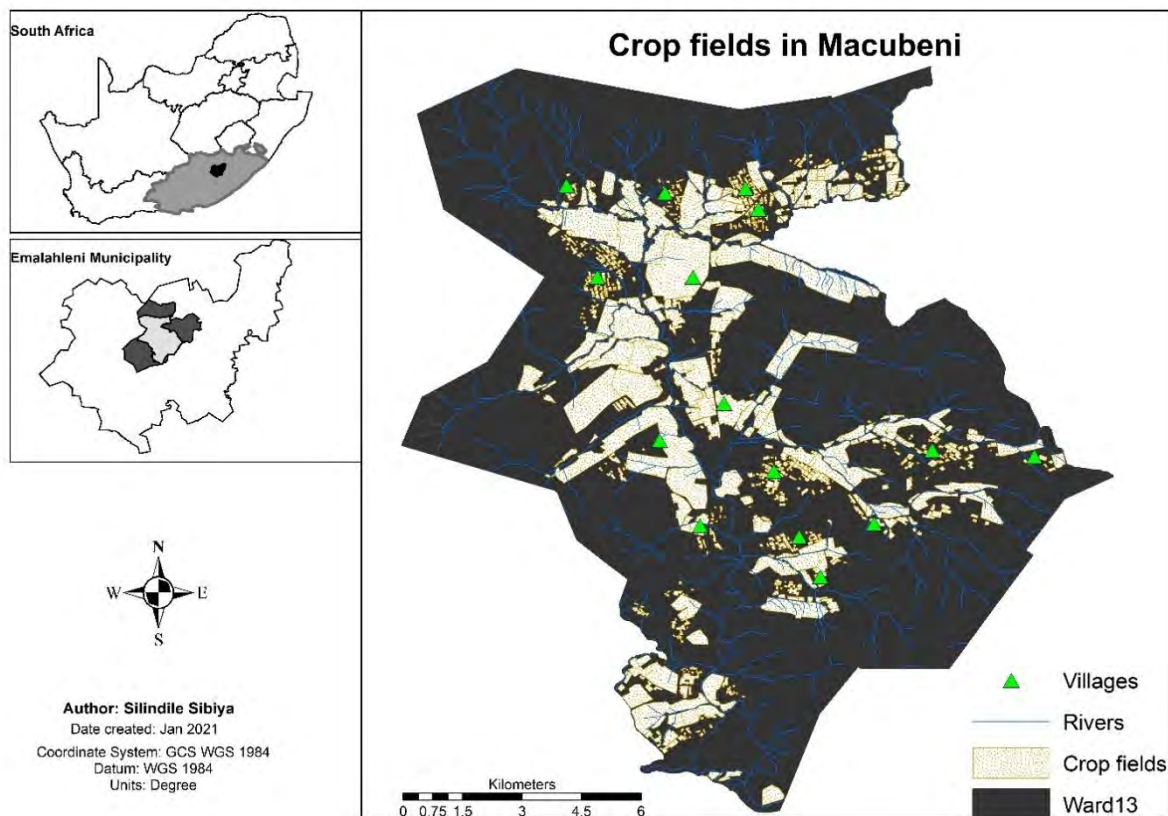 South Africa
Emalahleni Municipality
N
W E
S
Author: Silindile Sibiya
Date created: Jan 2021
Coordinate System: GCS WGS 1984
Datum: WGS 1984
Units: Degree
Crop fields in Macubeni
Villages
Rivers
Crop fields
Ward13
Kilometers
0 0.75 1.5 3 4.5 6